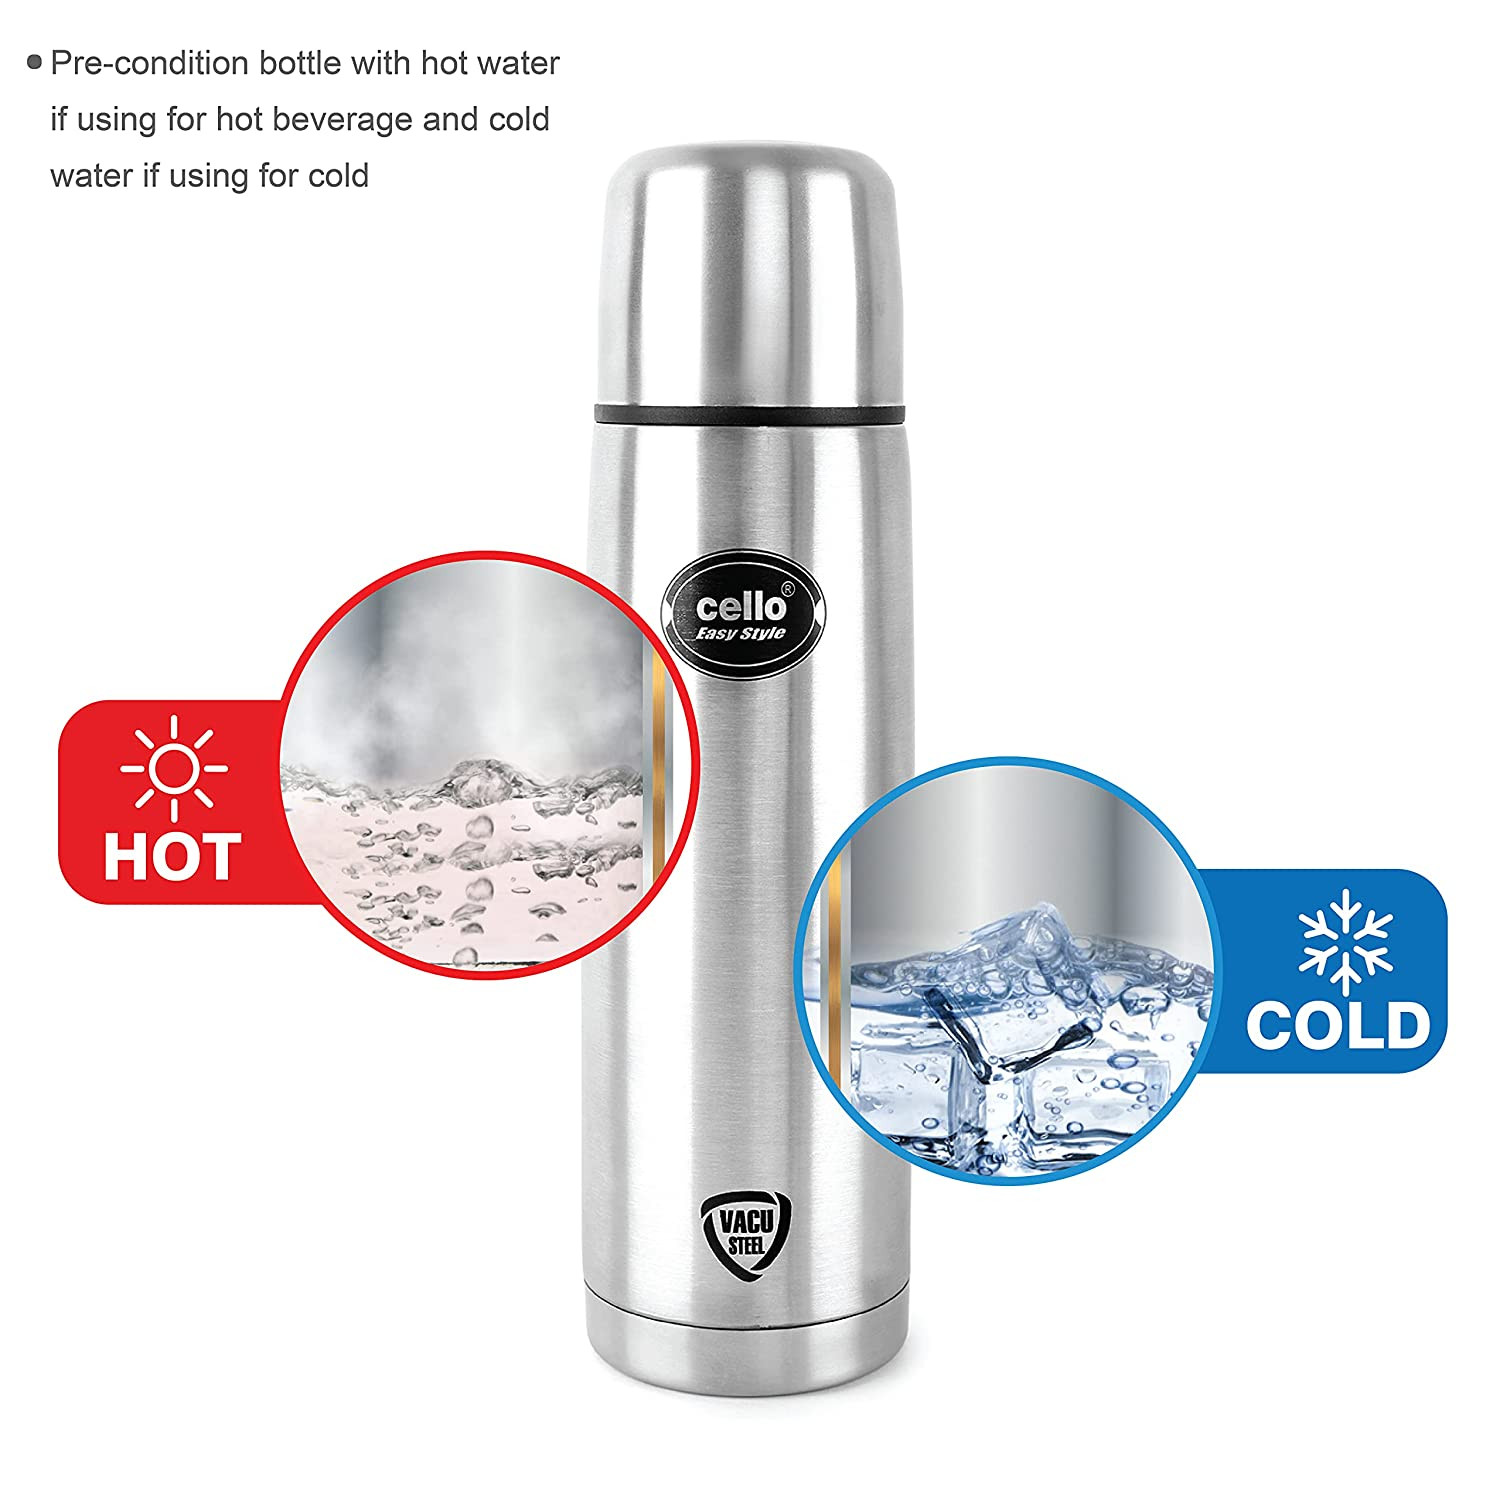 Pre-condition bottle with hot water
if using for hot beverage and cold
water if using for cold
cello®
Easy Style
HOT
COLD
VACU
STEEL